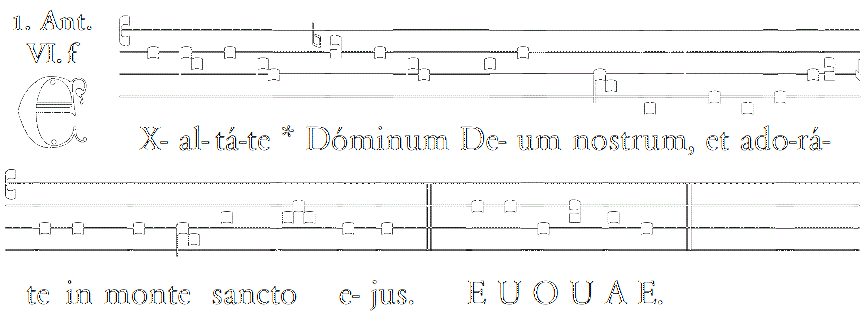 1. Ant.
VI. f
EX- al- tá- te * Dóminum De- um nostrum, et ado-rá-
te in monte sancto e- jus. E U O U A E.